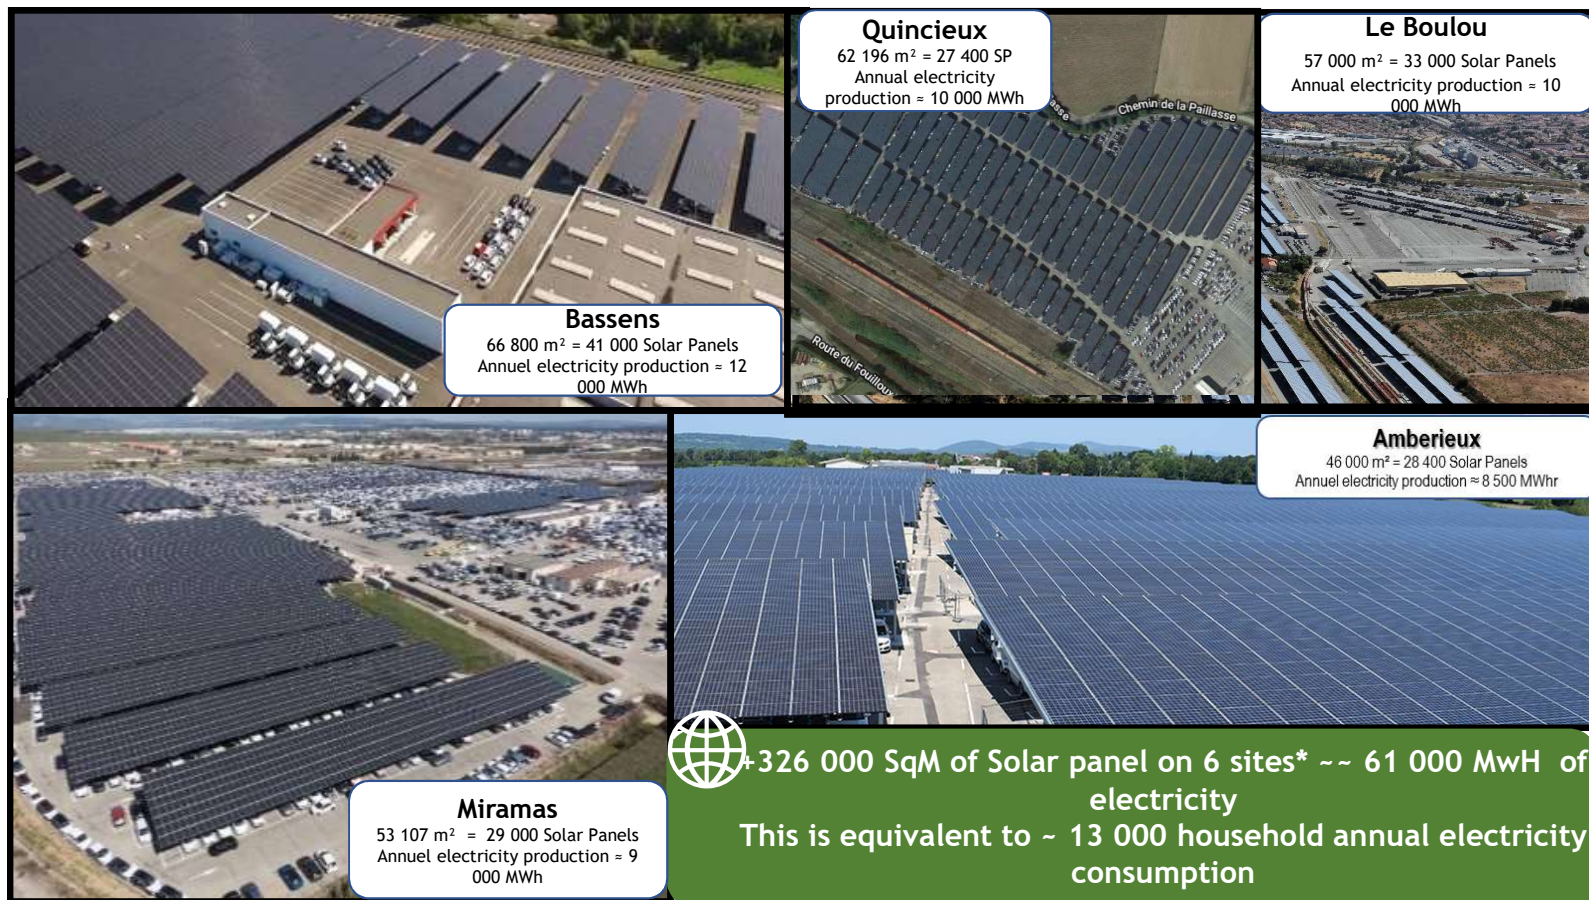 Quincieux
62 196 m² = 27 400 SP
Annual electricity
production ≈ 10 000 MWh
Le Boulou
57 000 m² = 33 000 Solar Panels
Annual electricity production ≈ 10
000 MWh
Chemin de la Paillasse
asse
Route du Fouilloux
Bassens
66 800 m² = 41 000 Solar Panels
Annuel electricity production ≈ 12
000 MWh
Amberieux
46 000 m² = 28 400 Solar Panels
Annuel electricity production ≈ 8 500 MWhr
Miramas
53 107 m² = 29 000 Solar Panels
Annuel electricity production ≈ 9
000 MWh
+326 000 SqM of Solar panel on 6 sites* ~~ 61 000 MwH of
electricity
This is equivalent to ~ 13 000 household annual electricity
consumption